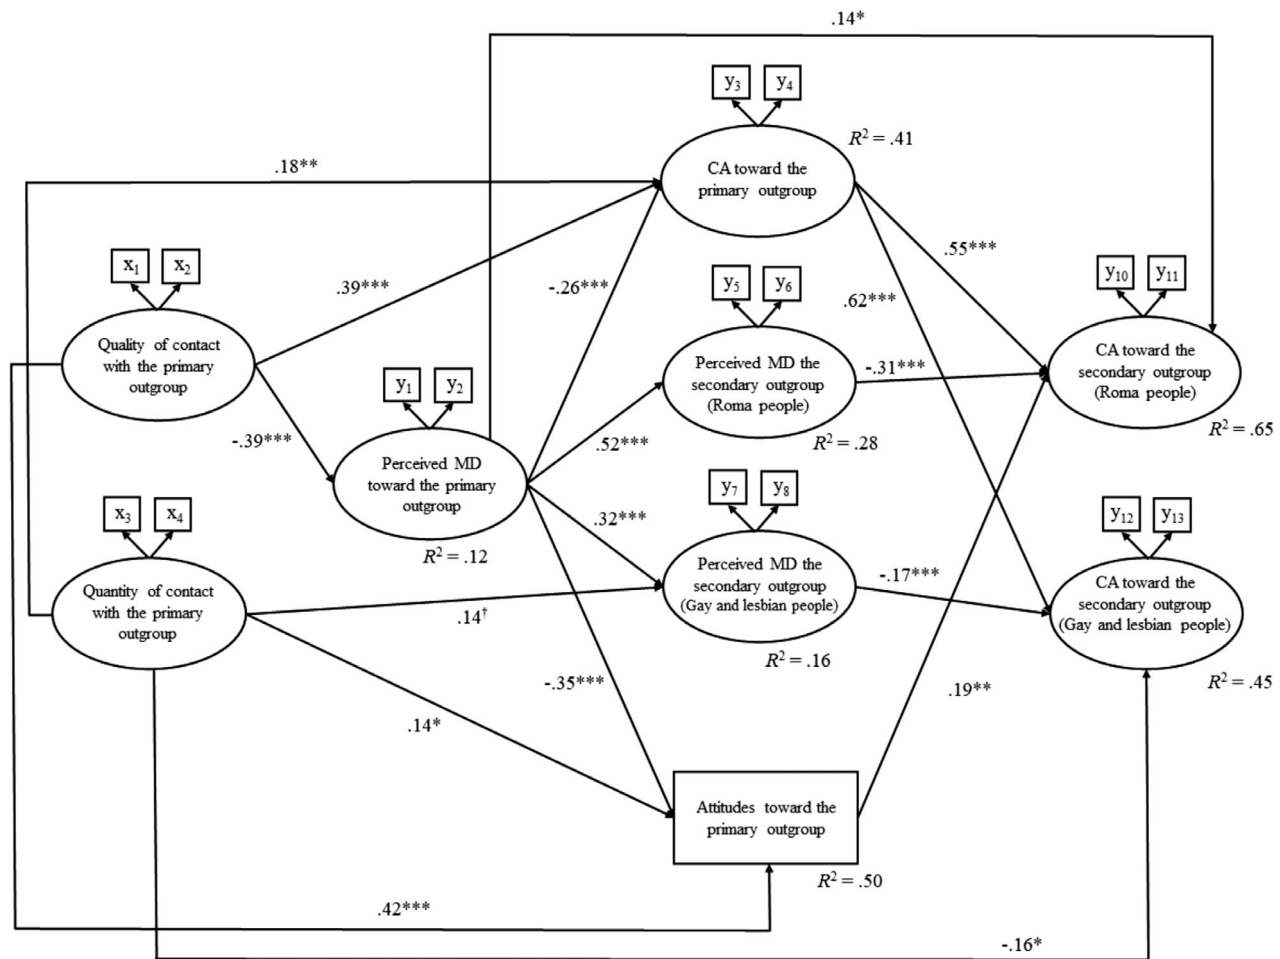 .14*
y3 y4
R² = .41
CA toward the
primary outgroup
.18**
x1 x2
.39***
-.26***
.55***
y5 y6
.62***
y10 y11
Quality of contact
with the primary
outgroup
Perceived MD the
secondary outgroup
(Roma people)
-.31***
CA toward the
secondary outgroup
(Roma people)
y1 y2
-.39***
.52***
R² = .28
R² = .65
Perceived MD
toward the primary
outgroup
R² = .12
x3 x4
y7 y8
y12 y13
.32***
Quantity of contact
with the primary
outgroup
Perceived MD the
secondary outgroup
(Gay and lesbian people)
-.17***
CA toward the
secondary outgroup
(Gay and lesbian people)
.14†
R² = .16
-.35***
.19**
R² = .45
.14*
Attitudes toward the
primary outgroup
R² = .50
.42***
-.16*